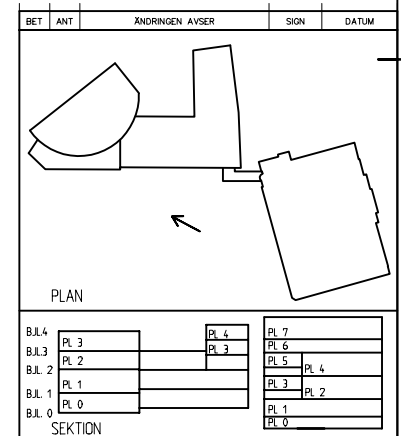 BET ANT ÄNDRINGEN AVSER SIGN DATUM
PLAN
BJL.4
PL 3
BJL.3
PL 2
BJL. 2
PL 1
BJL. 1
PL 0
BJL. 0
SEKTION
PL 4
PL 3
PL 7
PL 6
PL 5
PL 4
PL 3
PL 2
PL 1
PL 0